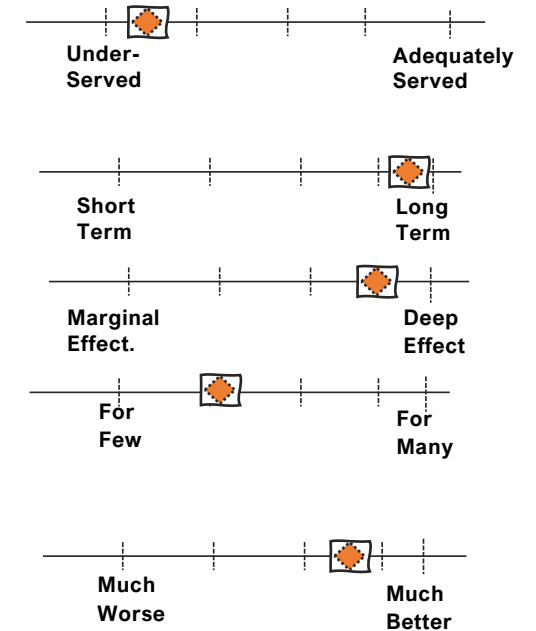 Under-
Served
Adequately
Served
Short
Term
Long
Term
Marginal
Effect.
Deep
Effect
For
Few
For
Many
Much
Worse
Much
Better